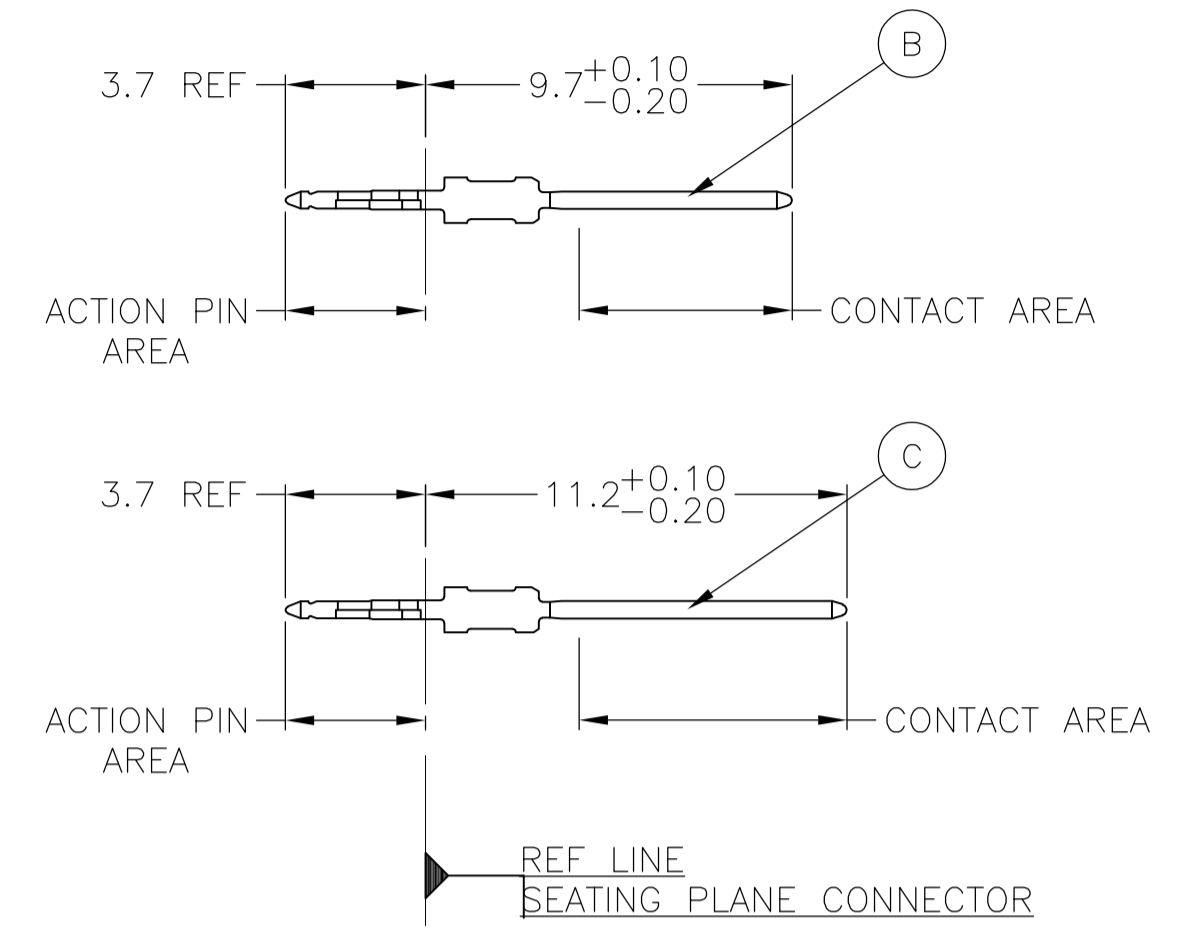 B
3.7 REF
9.7 +0.10 -0.20
ACTION PIN
AREA
CONTACT AREA
C
3.7 REF
11.2 +0.10 -0.20
ACTION PIN
AREA
CONTACT AREA
REF LINE
SEATING PLANE CONNECTOR